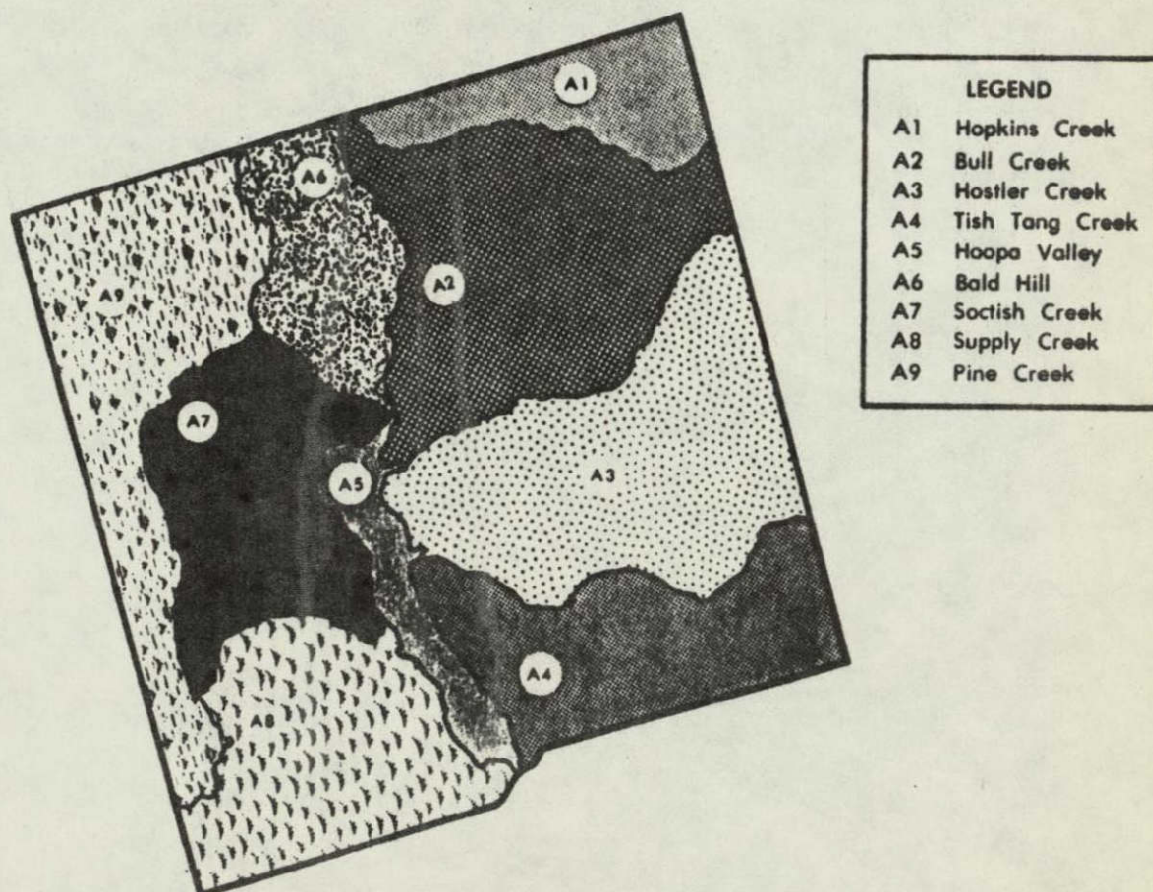 A1
A6
A9
A2
A7
A5
A3
A4
A8
LEGEND
A1 Hopkins Creek
A2 Bull Creek
A3 Hostler Creek
A4 Tish Tang Creek
A5 Hoopa Valley
A6 Bald Hill
A7 Soctish Creek
A8 Supply Creek
A9 Pine Creek